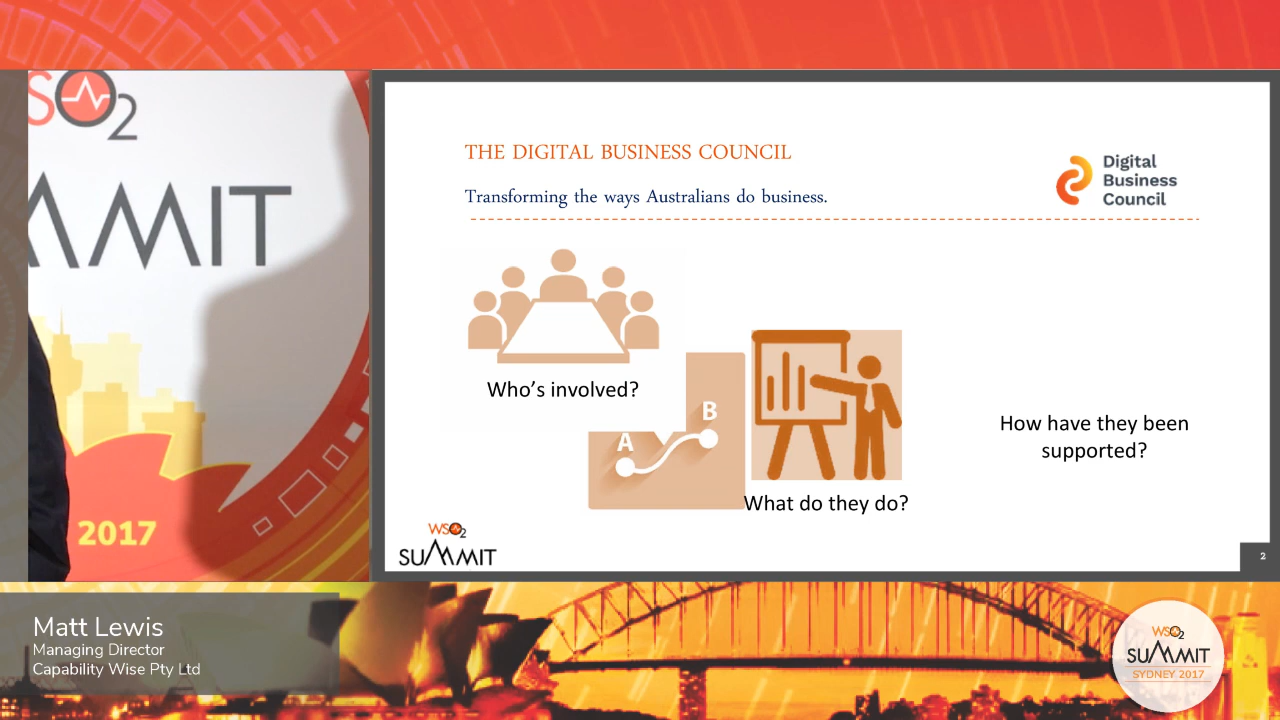 SO2
MMIT
2017
THE DIGITAL BUSINESS COUNCIL
Transforming the ways Australians do business.
Digital
Business
Council
Who's involved?
A
B
What do they do?
How have they been
supported?
WSO2
SUMMIT
2
Matt Lewis
Managing Director
Capability Wise Pty Ltd
WSO2
SUMMIT
SYDNEY 2017